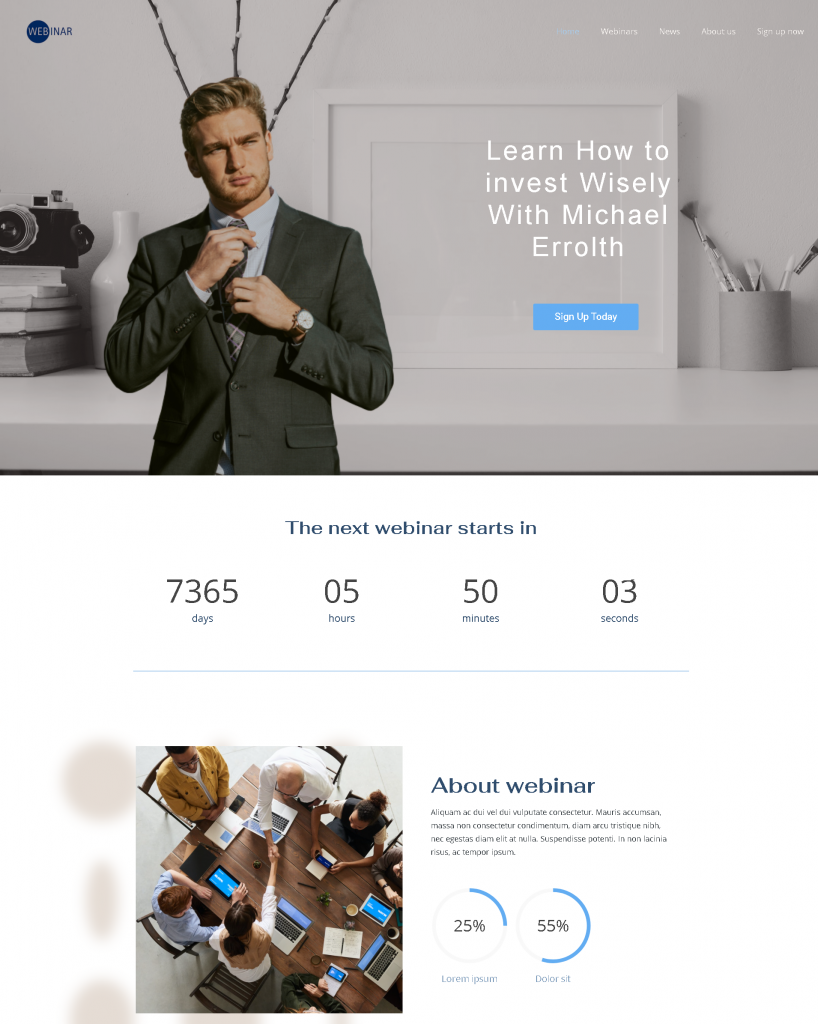 WEBINAR
Home Webinars News About us Sign up now
Learn How to
invest Wisely
With Michael
Errolth
Sign Up Today
The next webinar starts in
7365 05 50 03
days hours minutes seconds
About webinar
Aliquam ac dui vel dui vulputate consectetur. Mauris accumsan,
massa non consectetur condimentum, diam arcu tristique nibh,
nec egestas diam elit at nulla. Suspendisse potenti. In non lacinia
risus, ac tempor ipsum.
25% 55%
Lorem ipsum Dolor sit